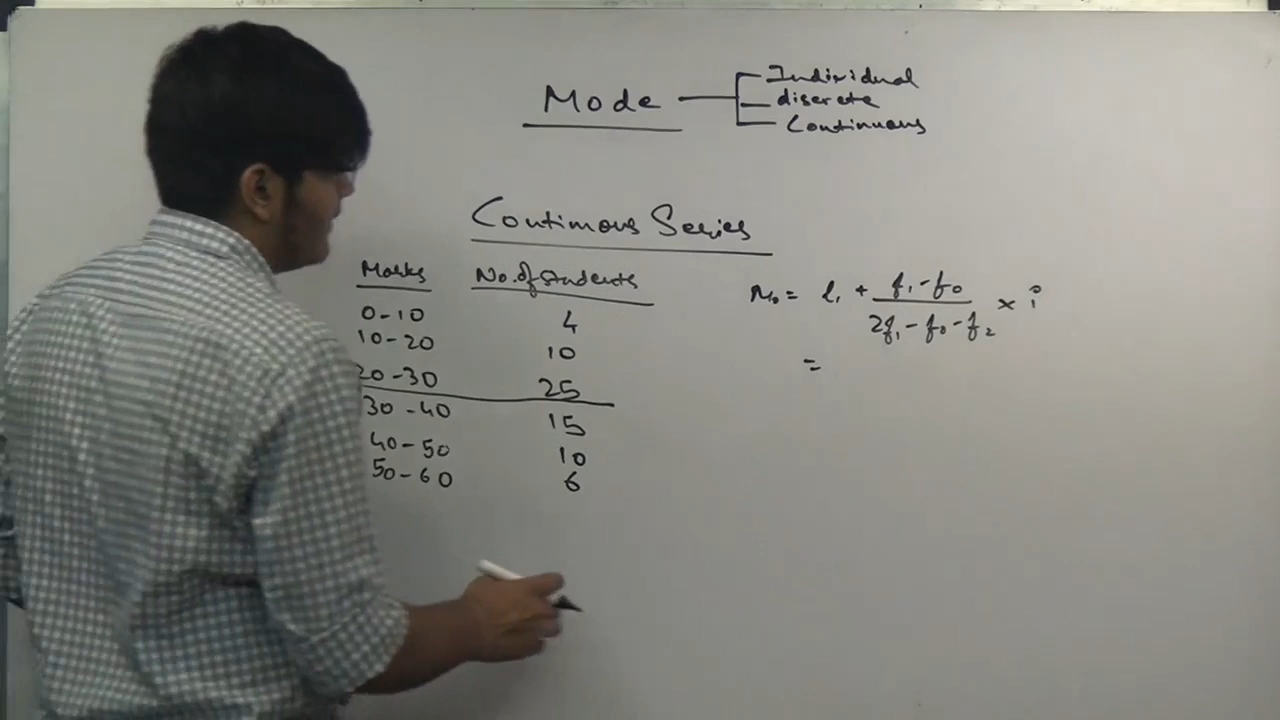 Mode
Individual
discrete
Continuous
Continous Series
Marks No. of Students
0-10 4
10-20 10
20-30 25
30-40 15
40-50 10
50-60 6
Mo = l₁ + f₁-f₀ / 2f₁-f₀-f₂ × i
=